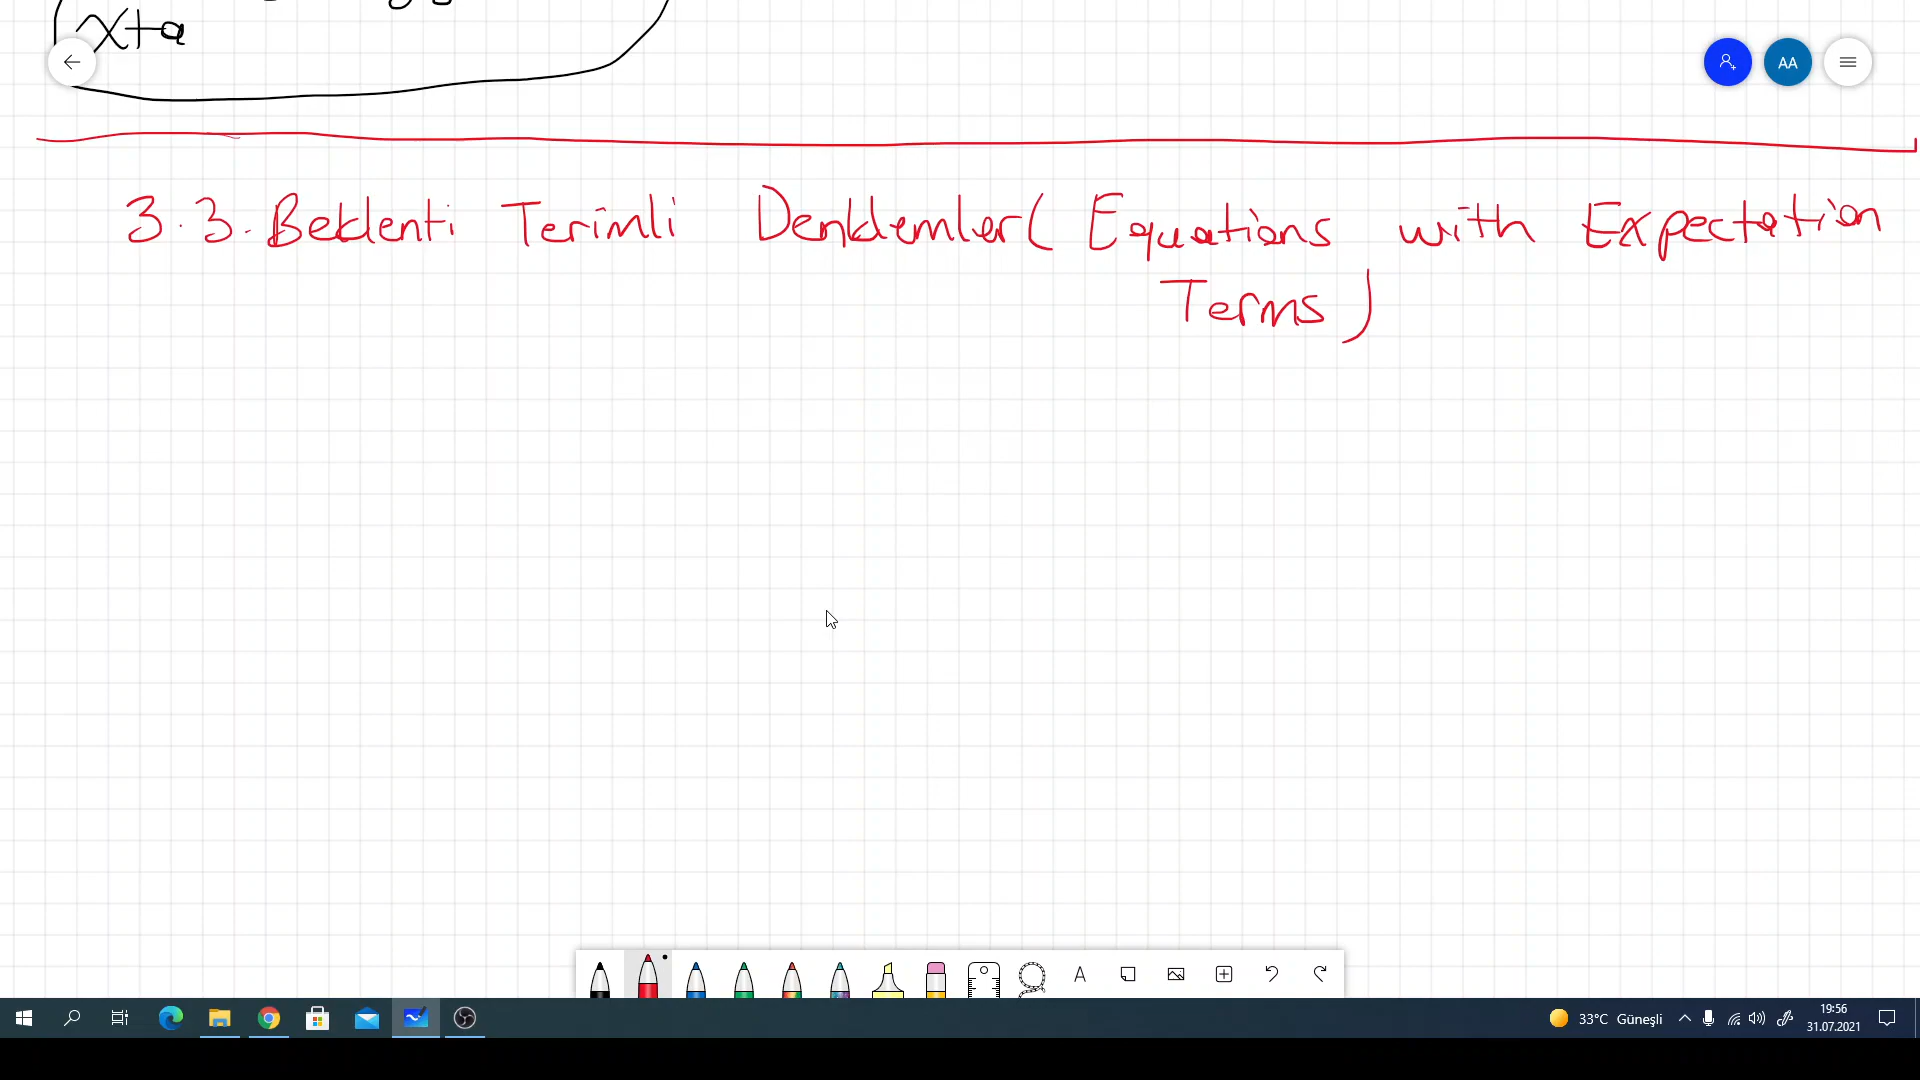 x+a
AA
3.3. Beklenti Terimli Denklemler( Equations with Expectation
Terms)
A
33°C Güneşli
19:56
31.07.2021